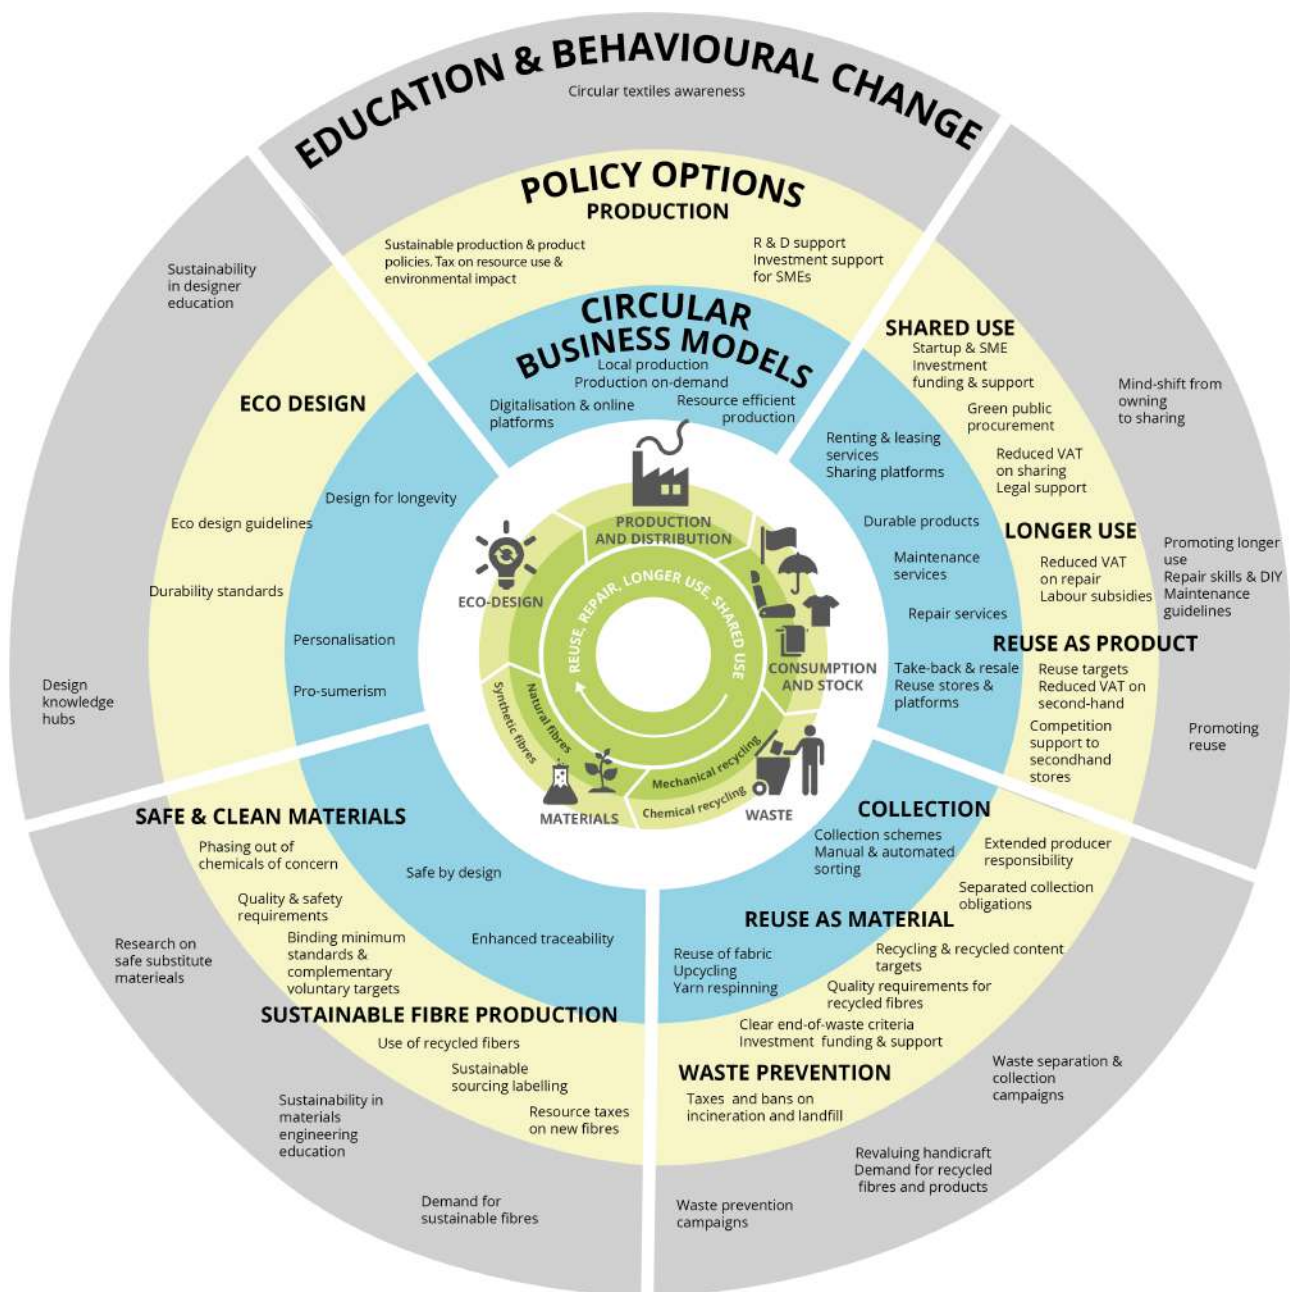 EDUCATION & BEHAVIOURAL CHANGE
Circular textiles awareness
POLICY OPTIONS
PRODUCTION
Sustainable production & product
policies. Tax on resource use &
environmental impact
R & D support
Investment support
for SMEs
CIRCULAR
BUSINESS MODELS
Local production
Production on-demand
Digitalisation & online
platforms
Resource efficient
production
Sustainability
in designer
education
ECO DESIGN
Design for longevity
Eco design guidelines
Durability standards
Personalisation
Pro-sumerism
Design
knowledge
hubs
SHARED USE
Startup & SME
Investment
funding & support
Green public
procurement
Reduced VAT
on sharing
Legal support
Renting & leasing
services
Sharing platforms
Mind-shift from
owning
to sharing
Durable products
LONGER USE
Maintenance
services
Reduced VAT
on repair
Labour subsidies
Promoting longer
use
Repair skills & DIY
Maintenance
guidelines
Repair services
REUSE AS PRODUCT
Take-back & resale
Reuse stores &
platforms
Reuse targets
Reduced VAT on
second-hand
Competition
support to
secondhand
stores
Promoting
reuse
PRODUCTION
AND DISTRIBUTION
ECO-DESIGN
REUSE, REPAIR, LONGER USE, SHARED USE
CONSUMPTION
AND STOCK
Synthetic fibres
Natural fibres
Mechanical recycling
Chemical recycling
MATERIALS
WASTE
SAFE & CLEAN MATERIALS
Phasing out of
chemicals of concern
Safe by design
Quality & safety
requirements
Binding minimum
standards &
complementary
voluntary targets
Enhanced traceability
Research on
safe substitute
materieals
SUSTAINABLE FIBRE PRODUCTION
Use of recycled fibers
Sustainable
sourcing labelling
Resource taxes
on new fibres
Sustainability in
materials
engineering
education
Demand for
sustainable fibres
COLLECTION
Collection schemes
Manual & automated
sorting
Extended producer
responsibility
Separated collection
obligations
REUSE AS MATERIAL
Reuse of fabric
Upcycling
Yarn respinning
Recycling & recycled content
targets
Quality requirements for
recycled fibres
Clear end-of-waste criteria
Investment funding & support
WASTE PREVENTION
Taxes and bans on
incineration and landfill
Waste separation &
collection
campaigns
Revaluing handicraft
Demand for recycled
fibres and products
Waste prevention
campaigns